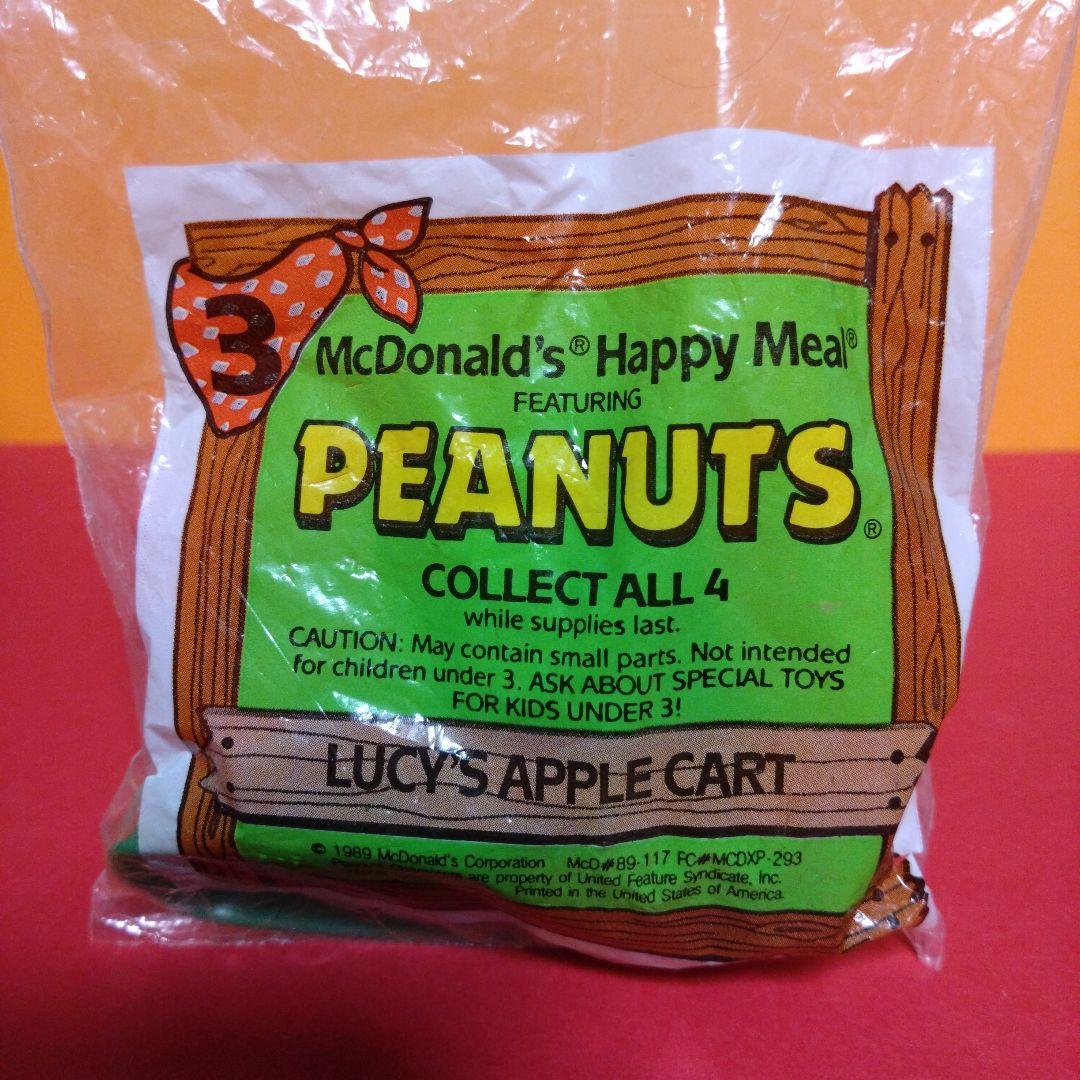 3
McDonald's® Happy Meal®
FEATURING
PEANUTS®
COLLECT ALL 4
while supplies last.
CAUTION: May contain small parts. Not intended
for children under 3. ASK ABOUT SPECIAL TOYS
FOR KIDS UNDER 3!
LUCY'S APPLE CART
© 1989 McDonald's Corporation McD#89-117 FC#MCDXP-293
are property of United Feature Syndicate, Inc.
Printed in the United States of America.